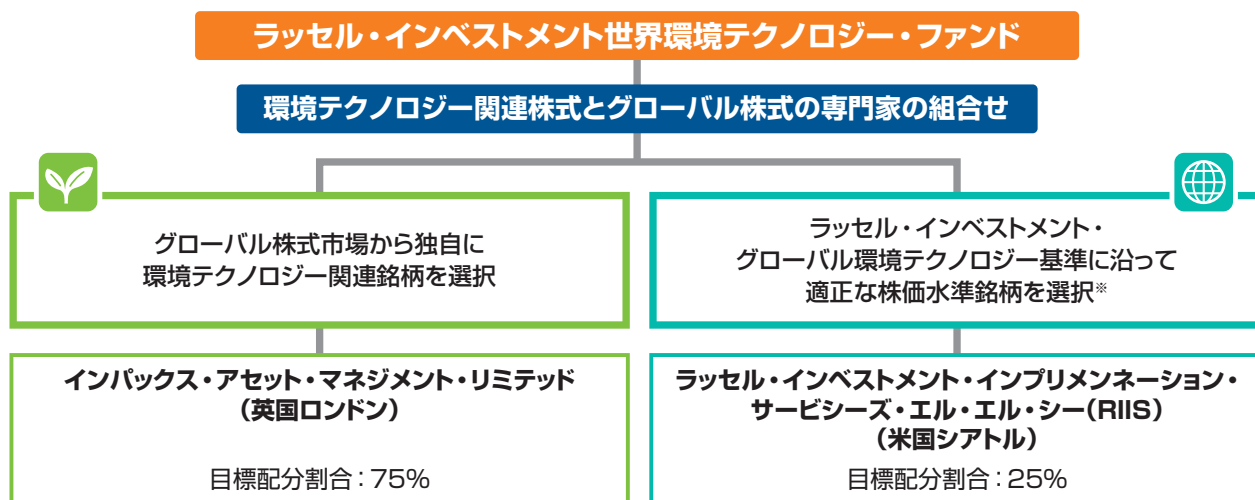 ラッセル・インベストメント世界環境テクノロジー・ファンド
環境テクノロジー関連株式とグローバル株式の専門家の組合せ
グローバル株式市場から独自に
環境テクノロジー関連銘柄を選択
ラッセル・インベストメント・
グローバル環境テクノロジー基準に沿って
適正な株価水準銘柄を選択※
インパックス・アセット・マネジメント・リミテッド
（英国ロンドン）
目標配分割合：75%
ラッセル・インベストメント・インプリメンネーション・
サービシーズ・エル・エル・シー（RIIS）
（米国シアトル）
目標配分割合：25%